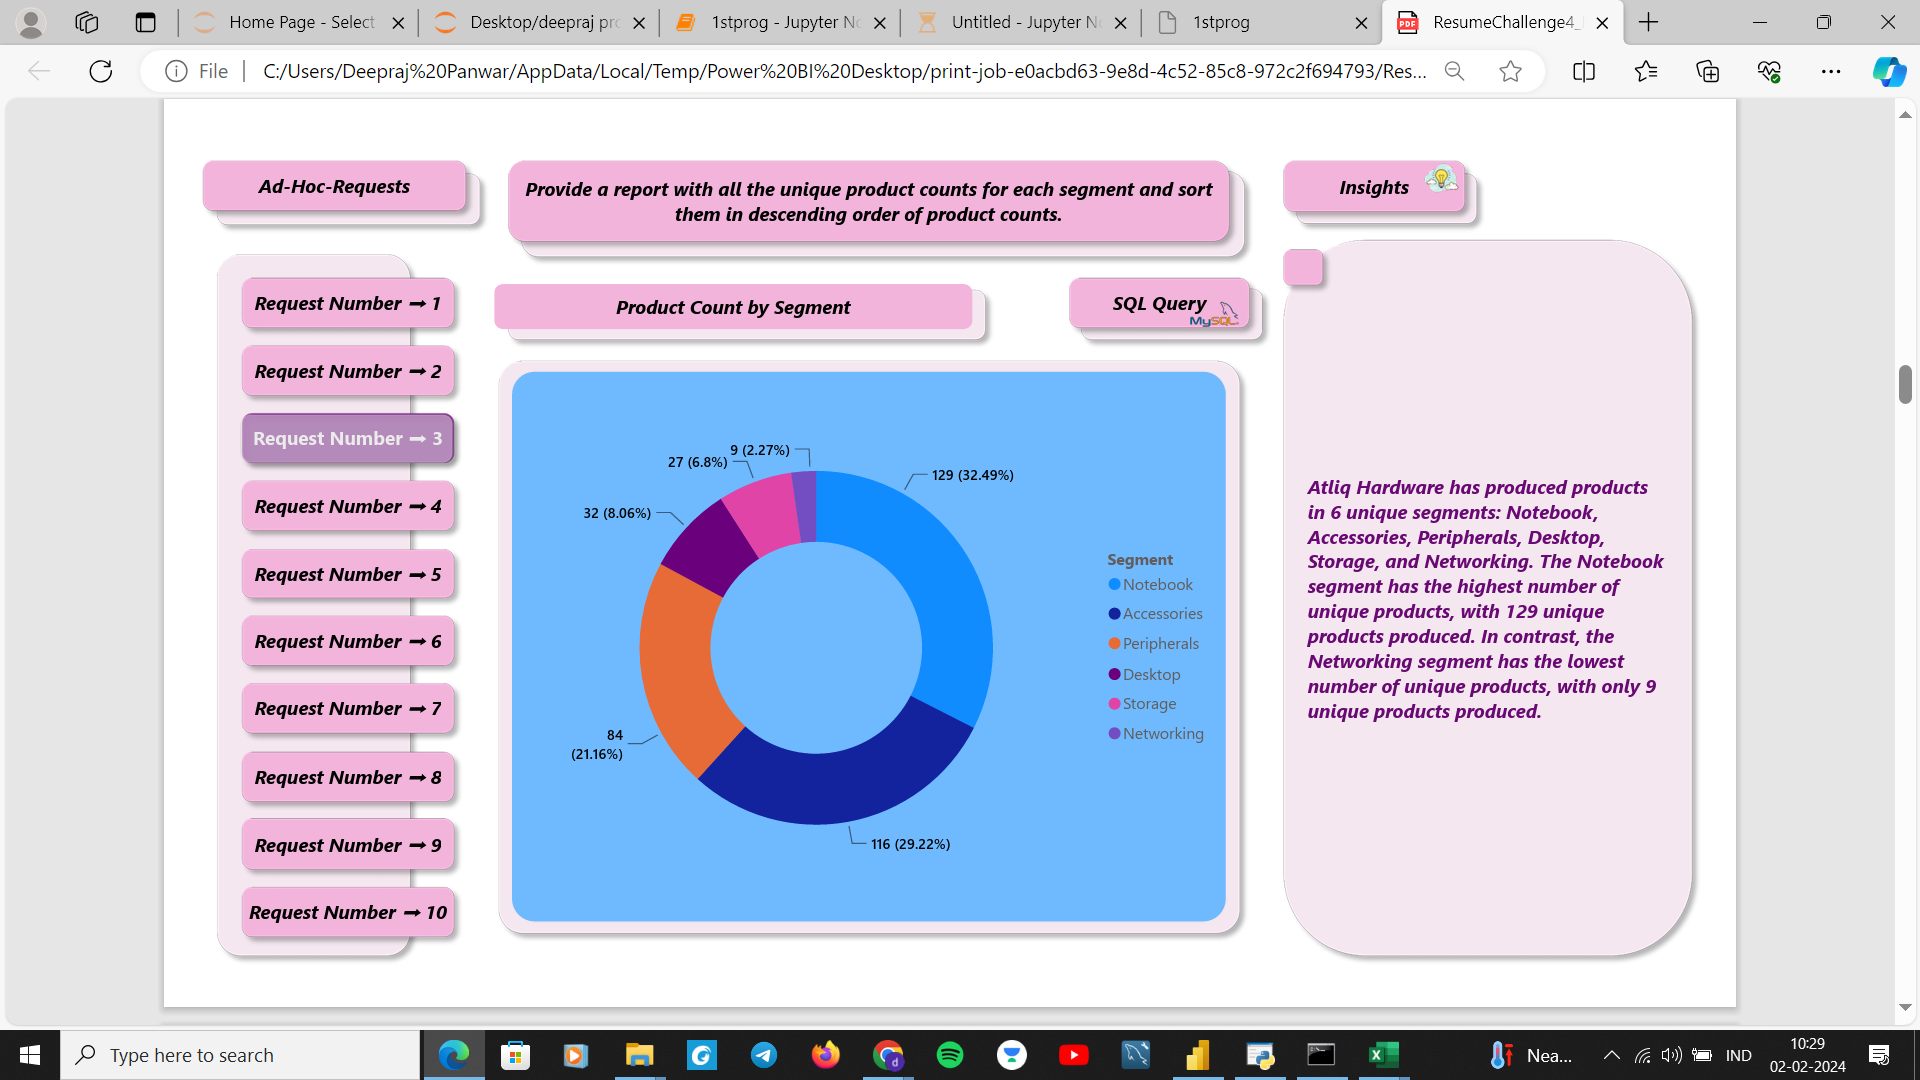 Home Page - Select
Desktop/deepraj pr
1stprog - Jupyter N
Untitled - Jupyter N
1stprog
PDF
ResumeChallenge4_
File
C:/Users/Deepraj%20Panwar/AppData/Local/Temp/Power%20BI%20Desktop/print-job-e0acbd63-9e8d-4c52-85c8-972c2f694793/Res...
Ad-Hoc-Requests
Provide a report with all the unique product counts for each segment and sort
them in descending order of product counts.
Insights
Request Number → 1
Request Number → 2
Request Number → 3
Request Number → 4
Request Number → 5
Request Number → 6
Request Number → 7
Request Number → 8
Request Number → 9
Request Number → 10
Product Count by Segment
SQL Query
MySQL
9 (2.27%)
27 (6.8%)
129 (32.49%)
32 (8.06%)
84
(21.16%)
116 (29.22%)
Segment
Notebook
Accessories
Peripherals
Desktop
Storage
Networking
Atliq Hardware has produced products
in 6 unique segments: Notebook,
Accessories, Peripherals, Desktop,
Storage, and Networking. The Notebook
segment has the highest number of
unique products, with 129 unique
products produced. In contrast, the
Networking segment has the lowest
number of unique products, with only 9
unique products produced.
Type here to search
d
Nea...
IND
10:29
02-02-2024